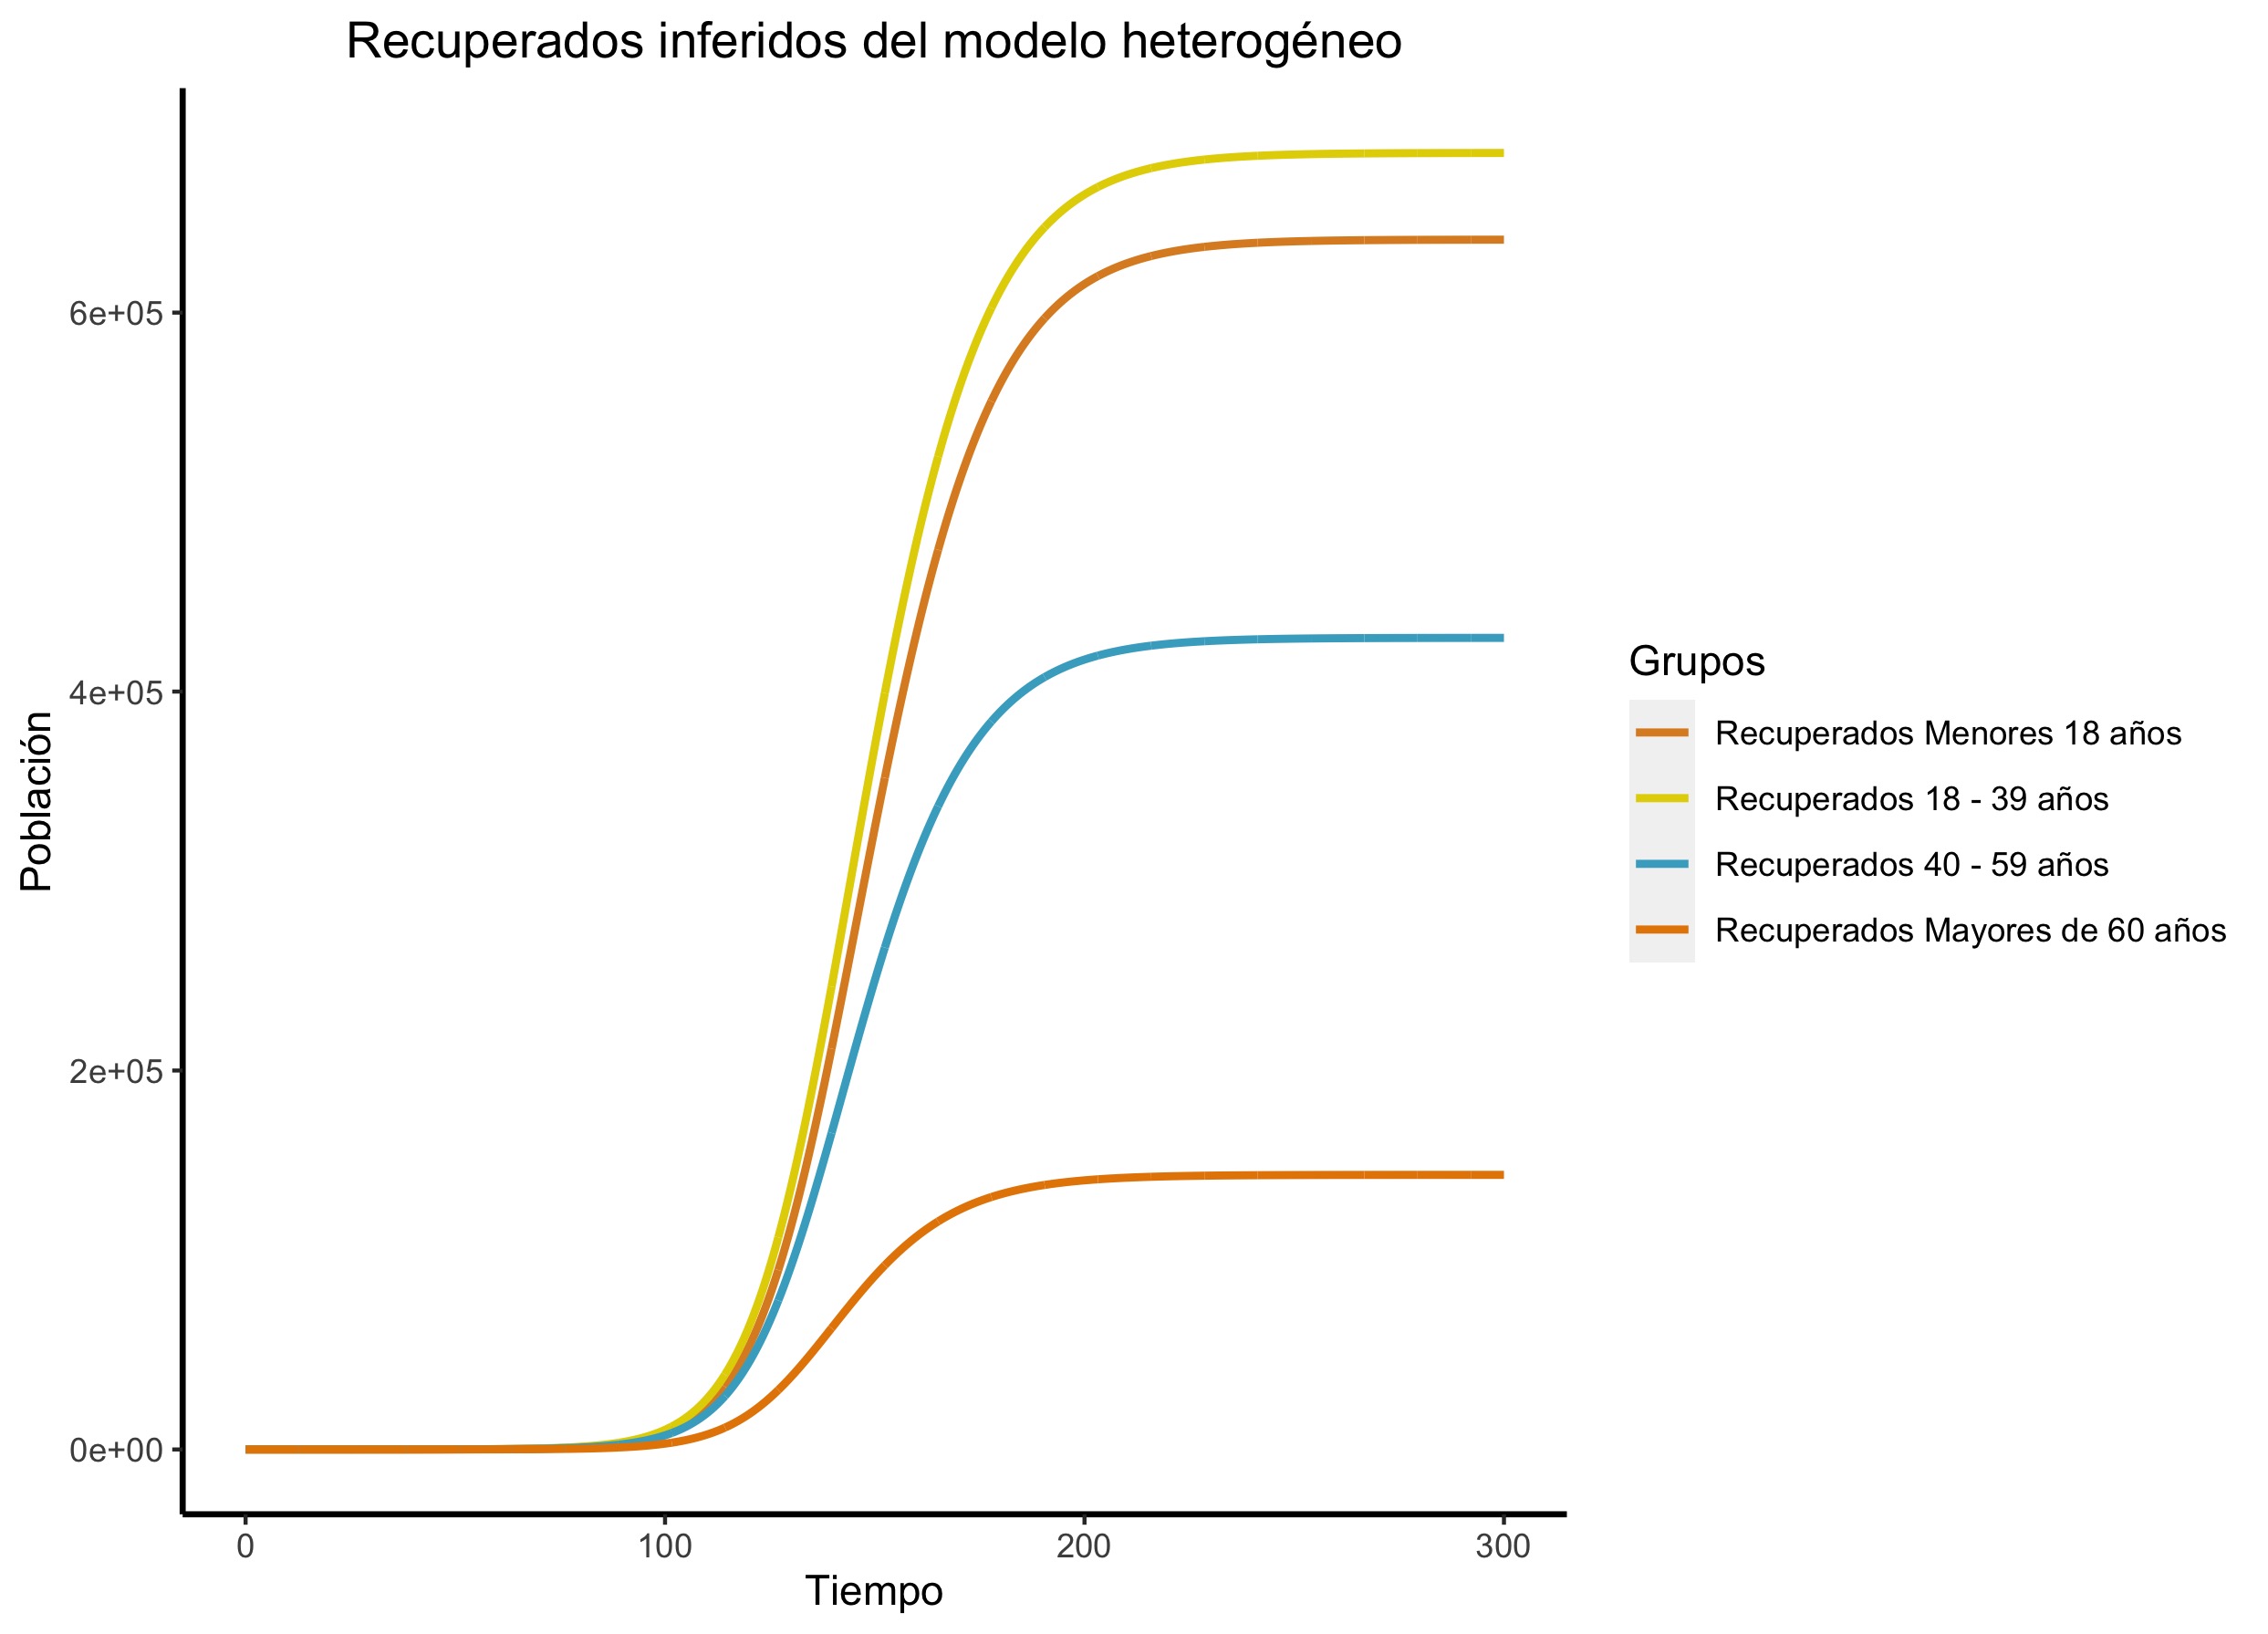 Recuperados inferidos del modelo heterogéneo
Población
6e+05
4e+05
2e+05
0e+00
0
100
200
300
Tiempo
Grupos
Recuperados Menores 18 años
Recuperados 18 - 39 años
Recuperados 40 - 59 años
Recuperados Mayores de 60 años